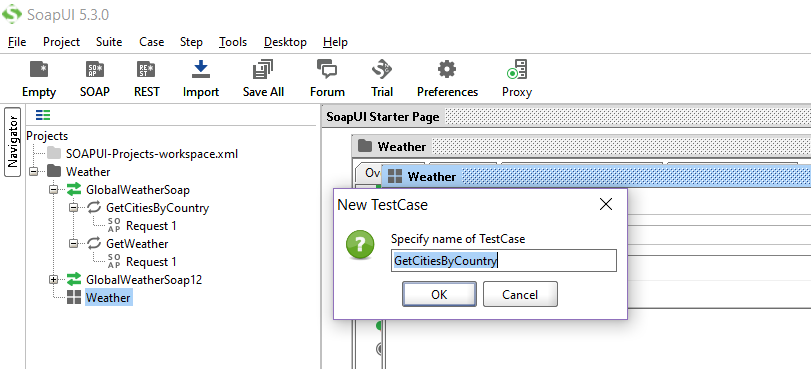 SoapUI 5.3.0
File Project Suite Case Step Tools Desktop Help
Empty SOAP REST Import Save All Forum Trial Preferences Proxy
Navigator
Projects
SOAPUI-Projects-workspace.xml
Weather
GlobalWeatherSoap
GetCitiesByCountry
Request 1
GetWeather
Request 1
GlobalWeatherSoap12
Weather
SoapUI Starter Page
Weather
Ov
Weather
New TestCase
Specify name of TestCase
GetCitiesByCountry
OK Cancel